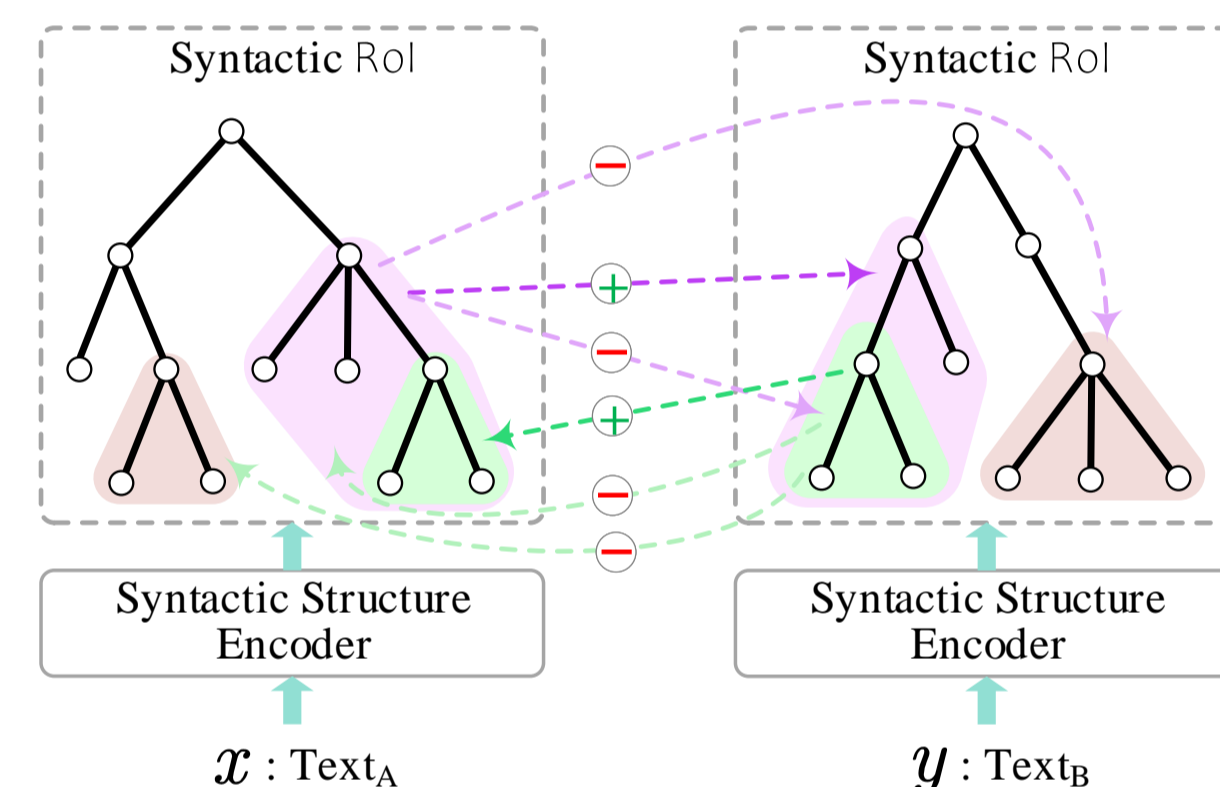 Syntactic RoI
Syntactic RoI
−
+
−
+
−
−
Syntactic Structure
Encoder
Syntactic Structure
Encoder
x : Text_A
y : Text_B